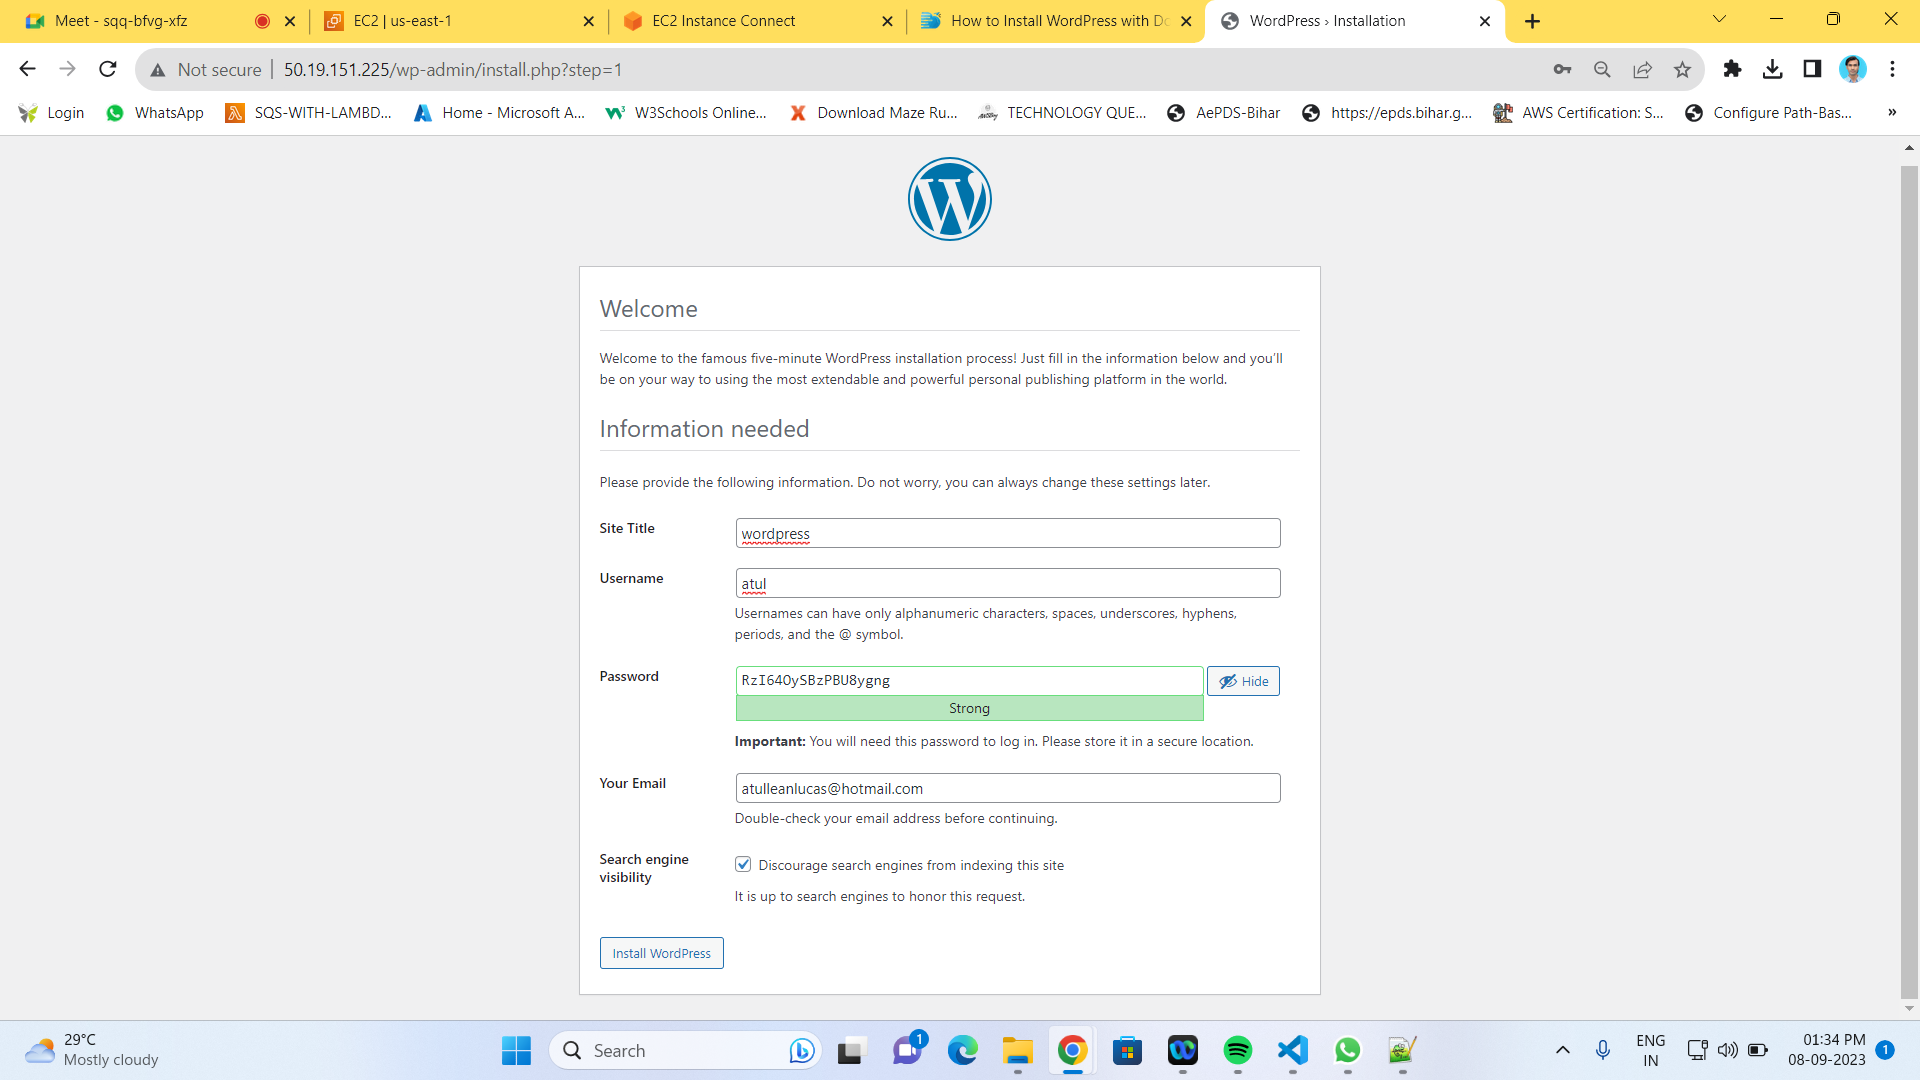 Meet - sqq-bfvg-xfz
EC2 | us-east-1
EC2 Instance Connect
How to Install WordPress with Do
WordPress › Installation
Not secure
50.19.151.225/wp-admin/install.php?step=1
Login
WhatsApp
SQS-WITH-LAMBD...
Home - Microsoft A...
W3Schools Online...
Download Maze Ru...
TECHNOLOGY QUE...
AePDS-Bihar
https://epds.bihar.g...
AWS Certification: S...
Configure Path-Bas...
»
Welcome
Welcome to the famous five-minute WordPress installation process! Just fill in the information below and you'll
be on your way to using the most extendable and powerful personal publishing platform in the world.
Information needed
Please provide the following information. Do not worry, you can always change these settings later.
Site Title
wordpress
Username
atul
Usernames can have only alphanumeric characters, spaces, underscores, hyphens,
periods, and the @ symbol.
Password
RzI64OySBzPBU8ygng
Hide
Strong
Important: You will need this password to log in. Please store it in a secure location.
Your Email
atulleanlucas@hotmail.com
Double-check your email address before continuing.
Search engine
visibility
Discourage search engines from indexing this site
It is up to search engines to honor this request.
Install WordPress
29°C
Mostly cloudy
Search
1
ENG
IN
01:34 PM
08-09-2023
1